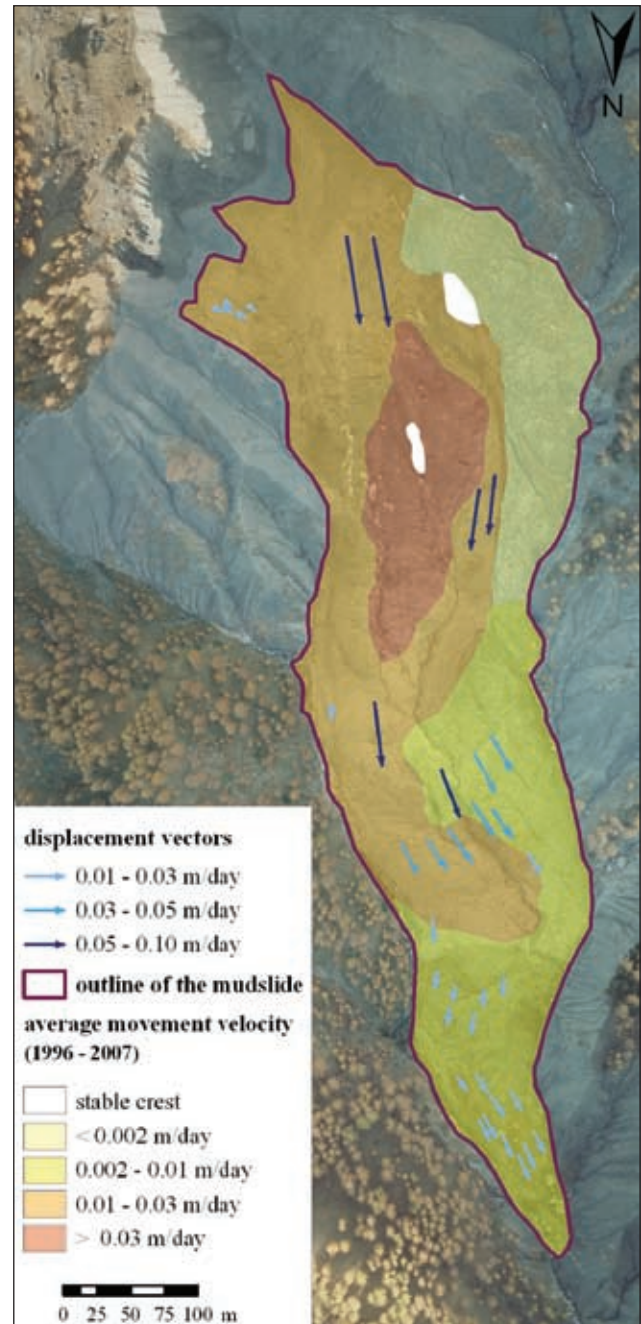 N
displacement vectors
0.01 - 0.03 m/day
0.03 - 0.05 m/day
0.05 - 0.10 m/day
outline of the mudslide
average movement velocity
(1996 - 2007)
stable crest
< 0.002 m/day
0.002 - 0.01 m/day
0.01 - 0.03 m/day
> 0.03 m/day
0 25 50 75 100 m